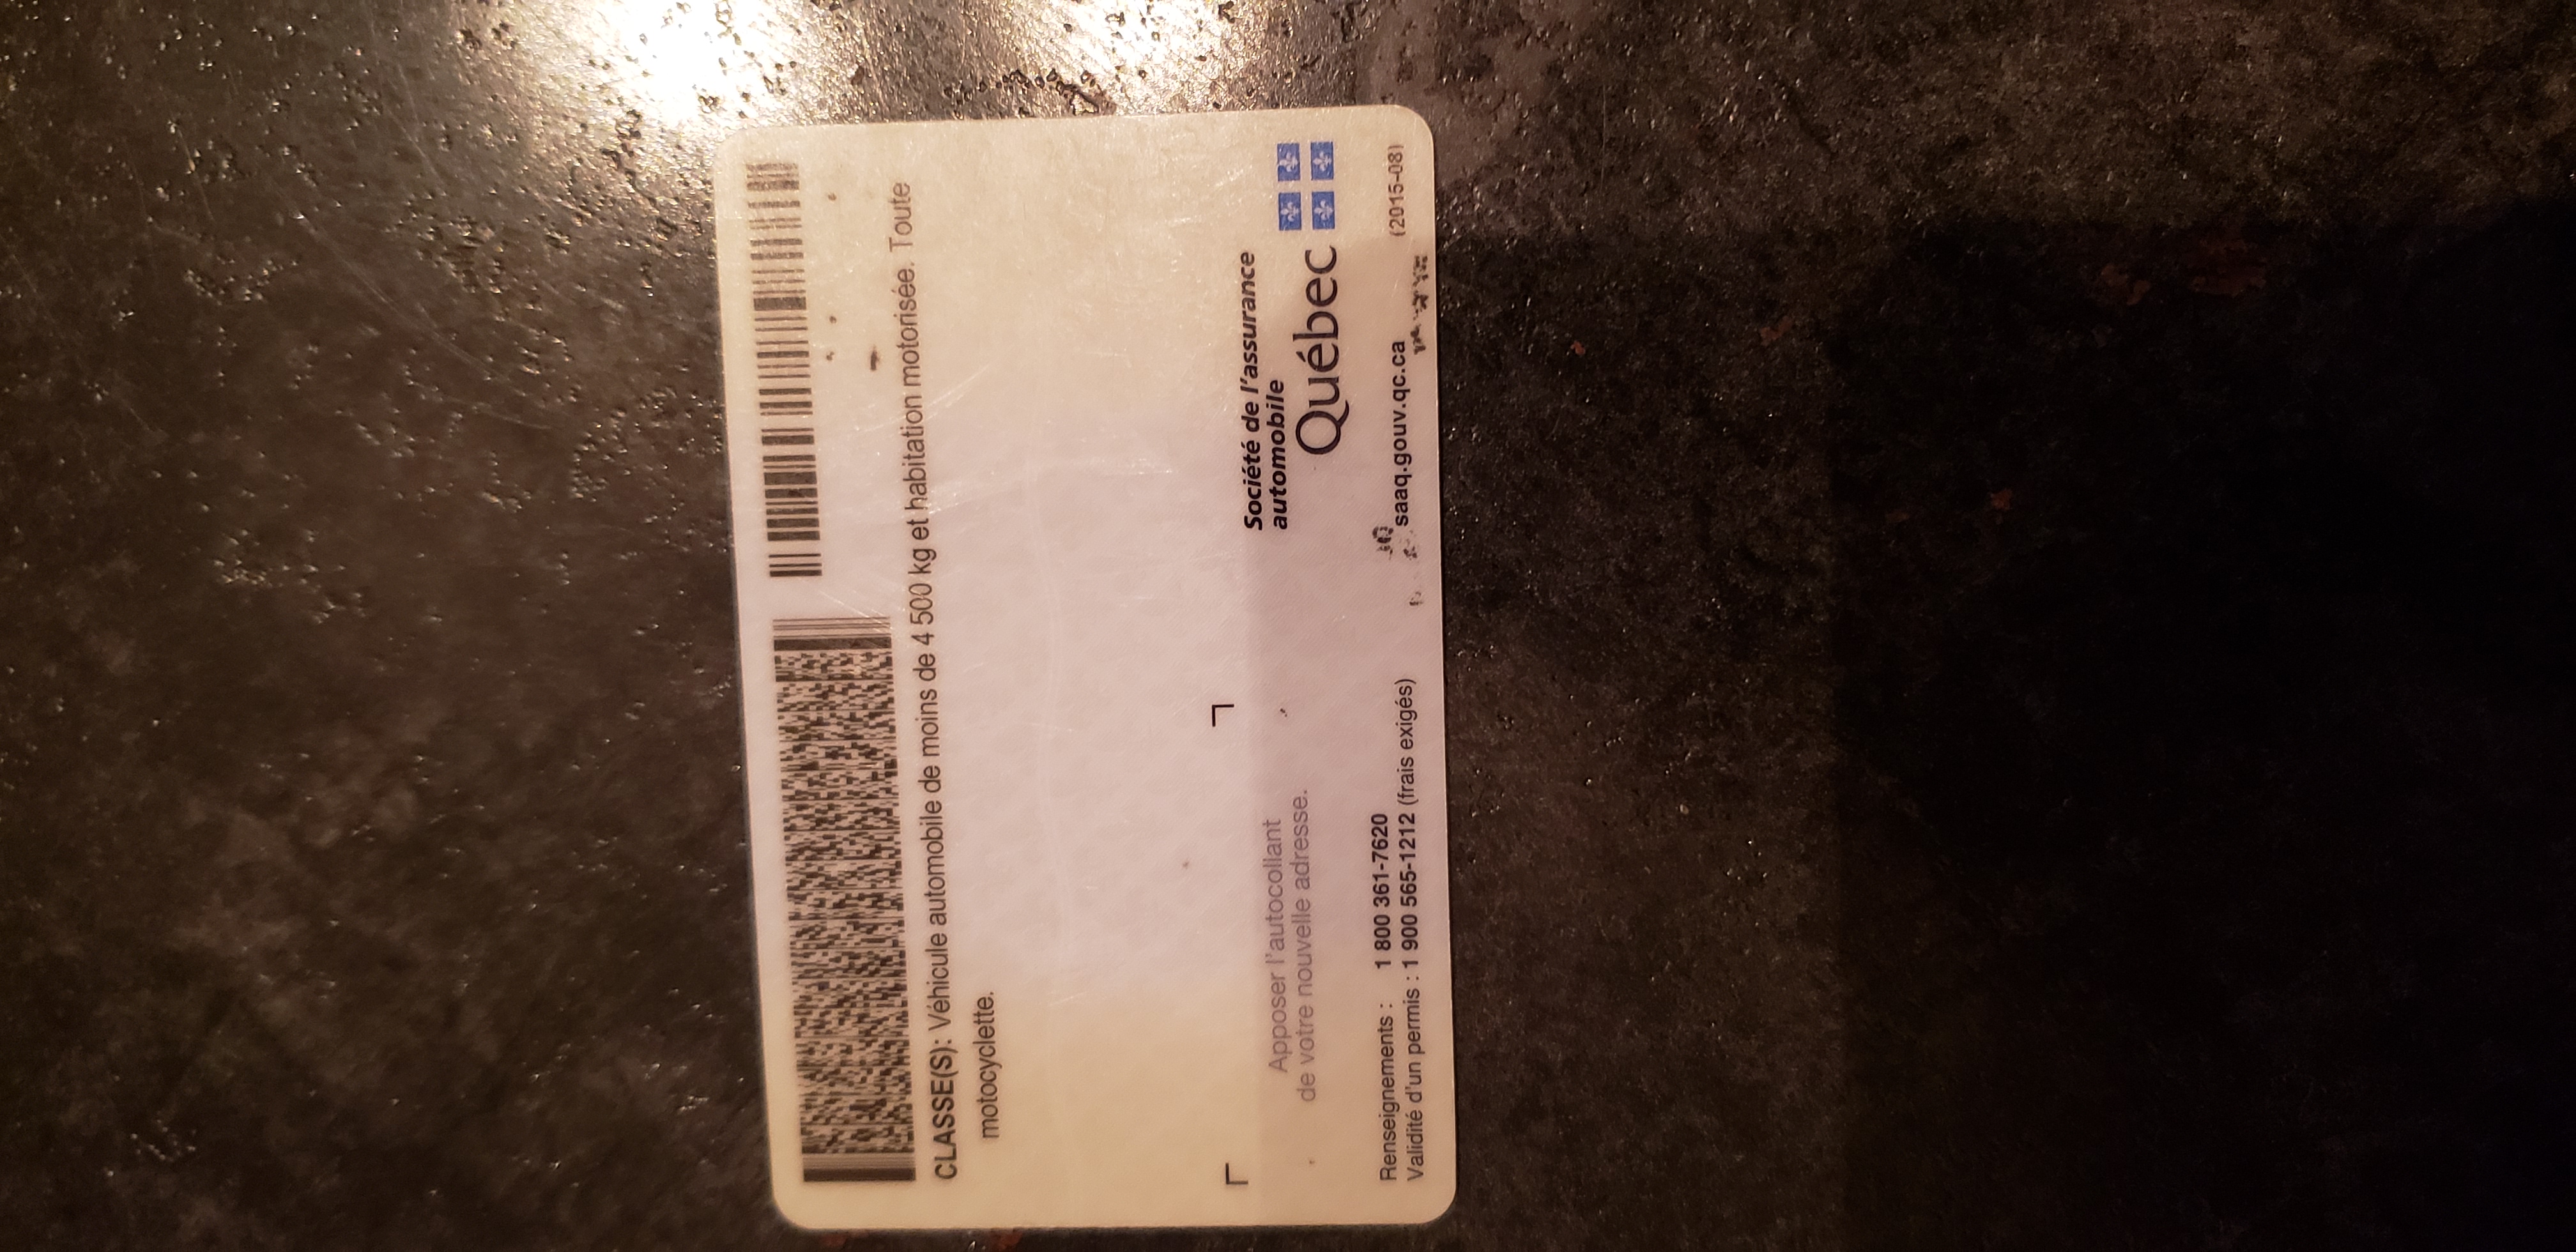 CLASSE(S): Véhicule automobile de moins de 4 500 kg et habitation motorisée. Toute
motocyclette.
Apposer l'autocollant
de votre nouvelle adresse.
Société de l'assurance
automobile
Québec
Renseignements : 1 800 361-7620
Validité d'un permis : 1 900 565-1212 (frais exigés)
saaq.gouv.qc.ca
(2015-08)